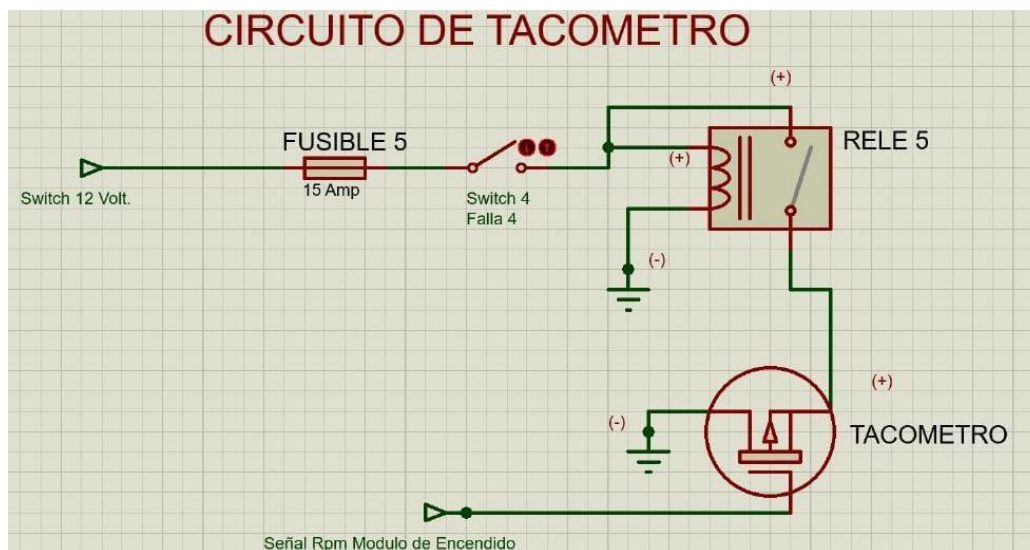 CIRCUITO DE TACOMETRO
(+)
FUSIBLE 5
RELE 5
15 Amp
(+)
Switch 12 Volt.
Switch 4
Falla 4
(-)
(+)
(-)
TACOMETRO
Señal Rpm Modulo de Encendido